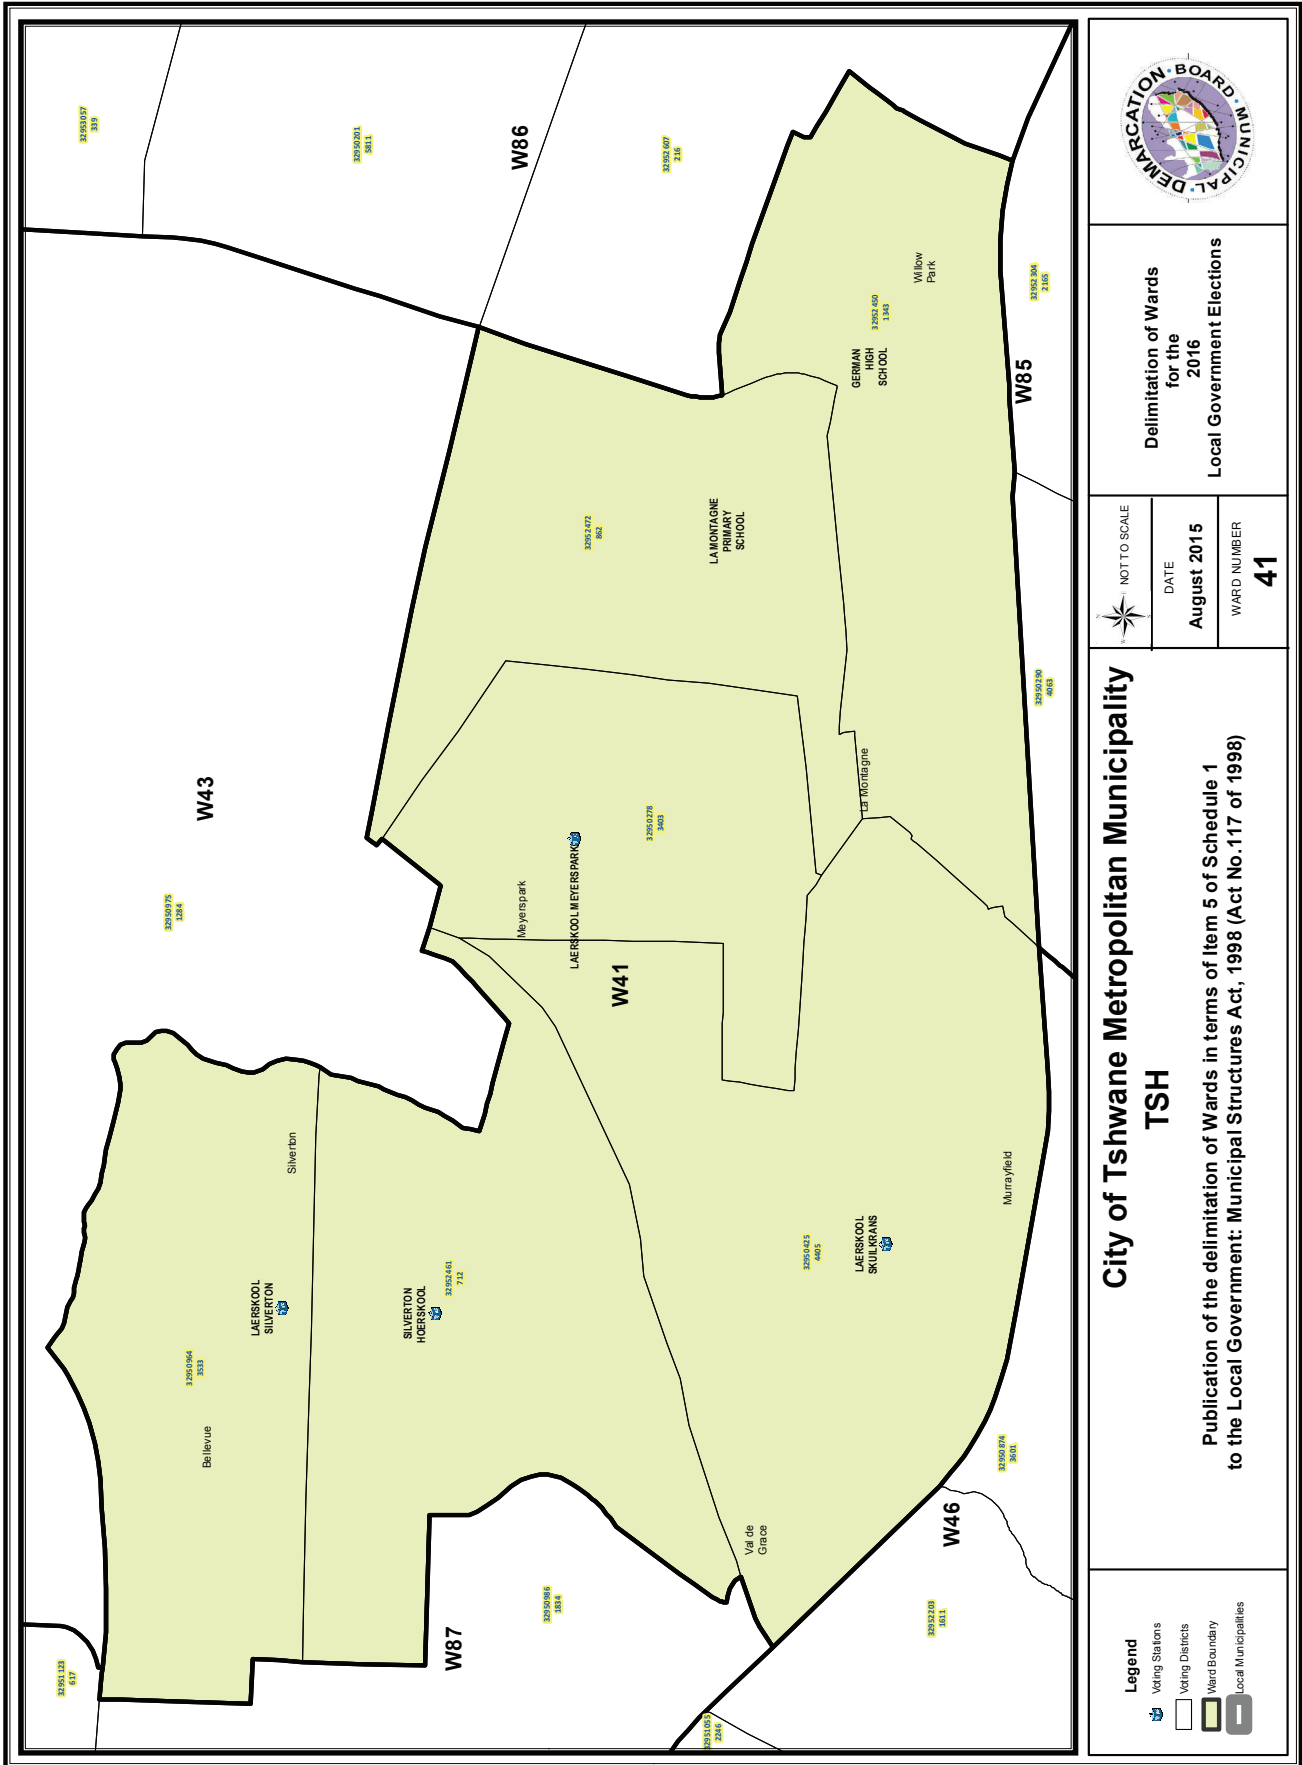 32953057
339
32950201
5811
W86
32952607
216
W43
32950975
1284
32952472
862
LA MONTAGNE
PRIMARY
SCHOOL
GERMAN
HIGH
SCHOOL
32952450
1343
Willow
Park
32952304
2165
W85
32950290
4063
Meyerspark
LAERSKOOL MEYERSPARK
32950278
3403
La Montagne
W41
Silverton
LAERSKOOL
SILVERTON
32950964
3533
Bellevue
SILVERTON
HOERSKOOL
32952461
712
32950425
4405
LAERSKOOL
SKUILKRANS
Murrayfield
Val de
Grace
32950874
3601
W46
32952203
1611
32950986
1834
W87
32951123
617
32951055
2246
Legend
Voting Stations
Voting Districts
Ward Boundary
Local Municipalities
City of Tshwane Metropolitan Municipality
TSH
Publication of the delimitation of Wards in terms of Item 5 of Schedule 1
to the Local Government: Municipal Structures Act, 1998 (Act No.117 of 1998)
N
W
E
S
NOT TO SCALE
DATE
August 2015
WARD NUMBER
41
Delimitation of Wards
for the
2016
Local Government Elections
MUNICIPAL • DEMARCATION • BOARD •